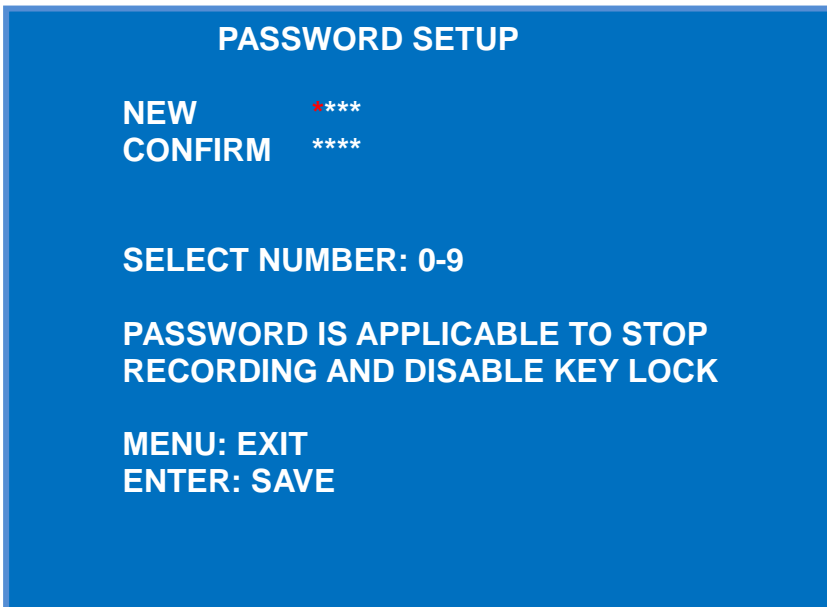 PASSWORD SETUP
NEW ****
CONFIRM ****
SELECT NUMBER: 0-9
PASSWORD IS APPLICABLE TO STOP
RECORDING AND DISABLE KEY LOCK
MENU: EXIT
ENTER: SAVE